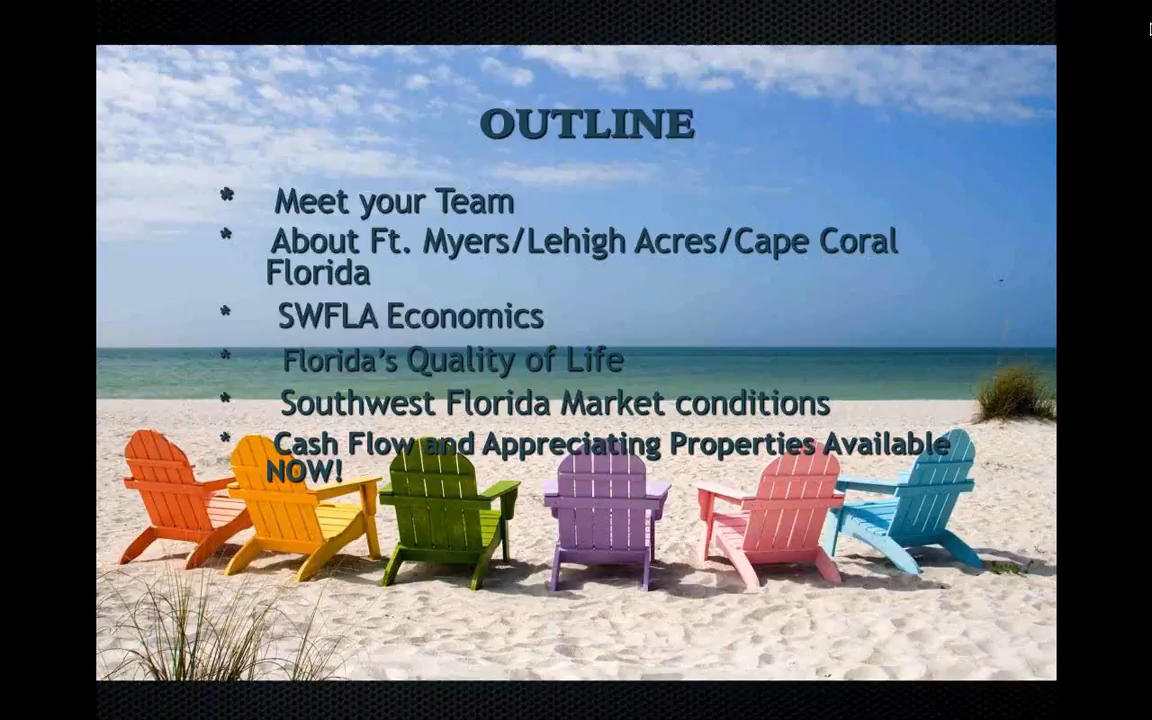 OUTLINE
* Meet your Team
* About Ft. Myers/Lehigh Acres/Cape Coral
Florida
* SWFLA Economics
* Florida's Quality of Life
* Southwest Florida Market conditions
* Cash Flow and Appreciating Properties Available
NOW!